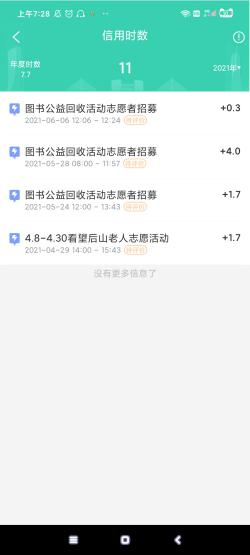 上午7:28
信用时数
年度时数
7.7
11
2021年
图书公益回收活动志愿者招募
+0.3
2021-06-06 12:06 ~ 12:24 待评价
图书公益回收活动志愿者招募
+4.0
2021-05-28 08:00 ~ 11:57 待评价
图书公益回收活动志愿者招募
+1.7
2021-05-24 12:00 ~ 13:43 待评价
4.8-4.30看望后山老人志愿活动
+1.7
2021-04-29 14:00 ~ 15:43 待评价
没有更多信息了